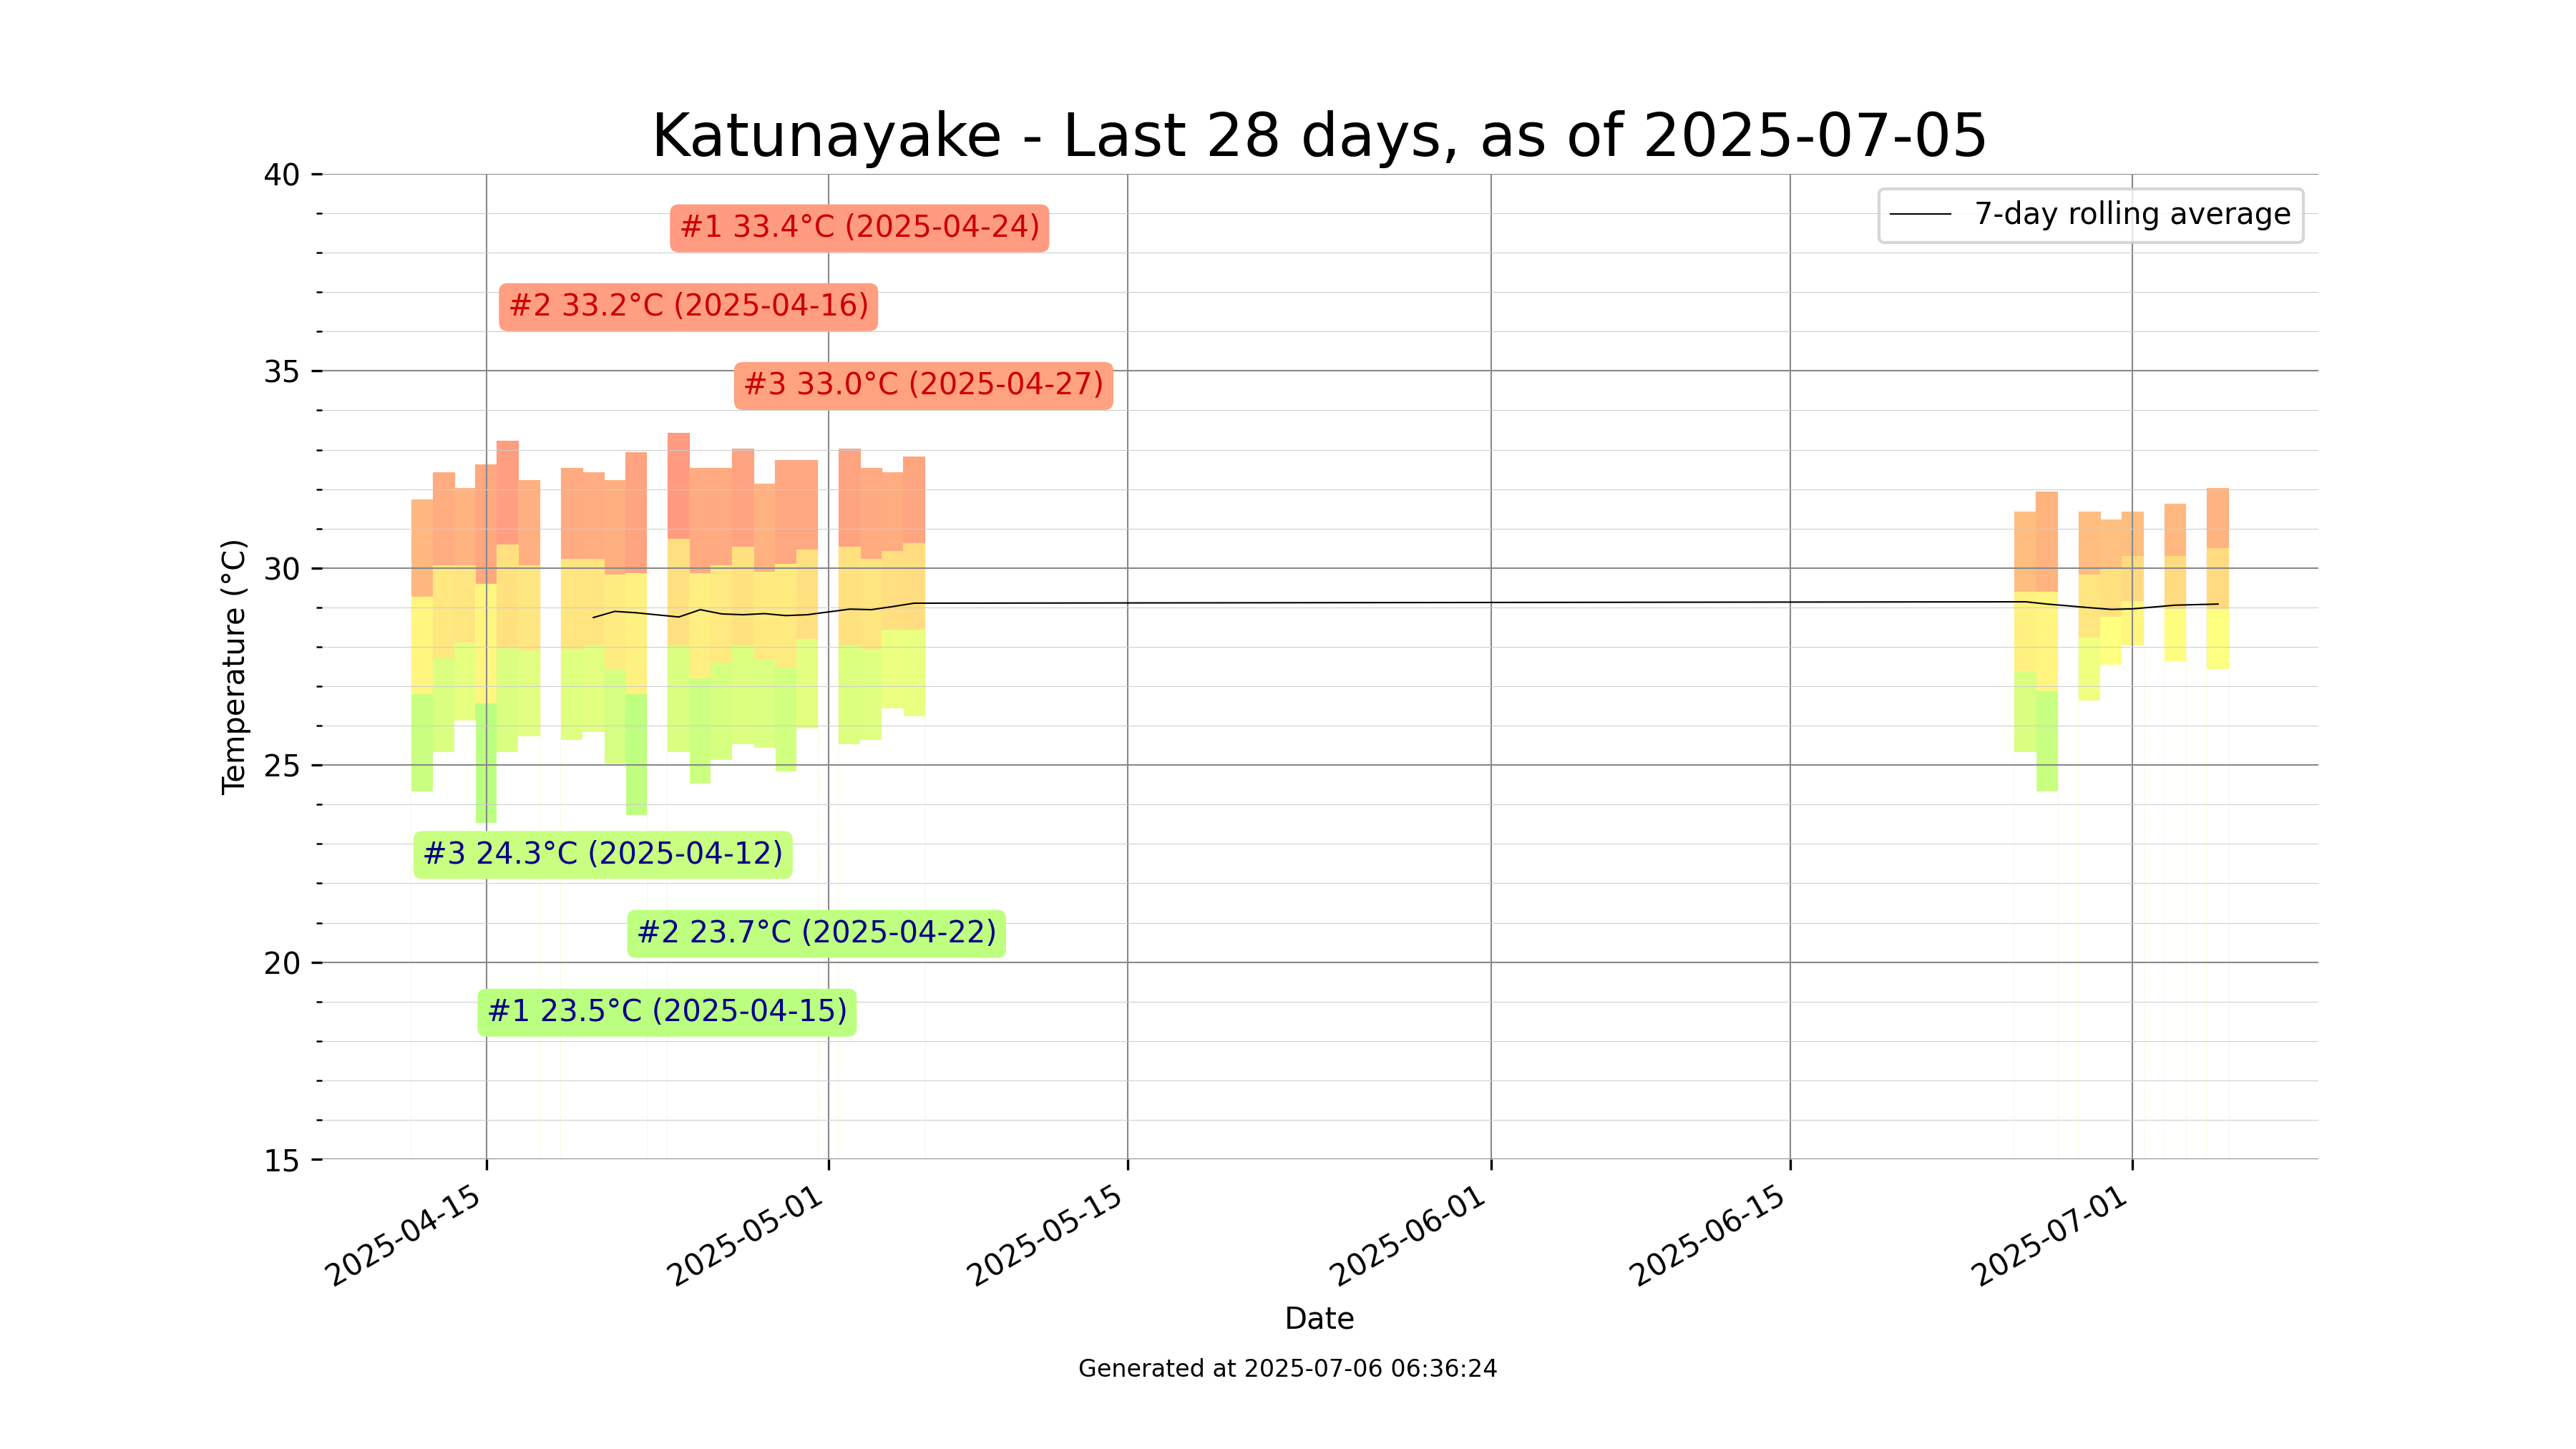 Katunayake - Last 28 days, as of 2025-07-05
7-day rolling average
#1 33.4°C (2025-04-24)
#2 33.2°C (2025-04-16)
#3 33.0°C (2025-04-27)
#3 24.3°C (2025-04-12)
#2 23.7°C (2025-04-22)
#1 23.5°C (2025-04-15)
Temperature (°C)
40
35
30
25
20
15
2025-04-15
2025-05-01
2025-05-15
2025-06-01
2025-06-15
2025-07-01
Date
Generated at 2025-07-06 06:36:24